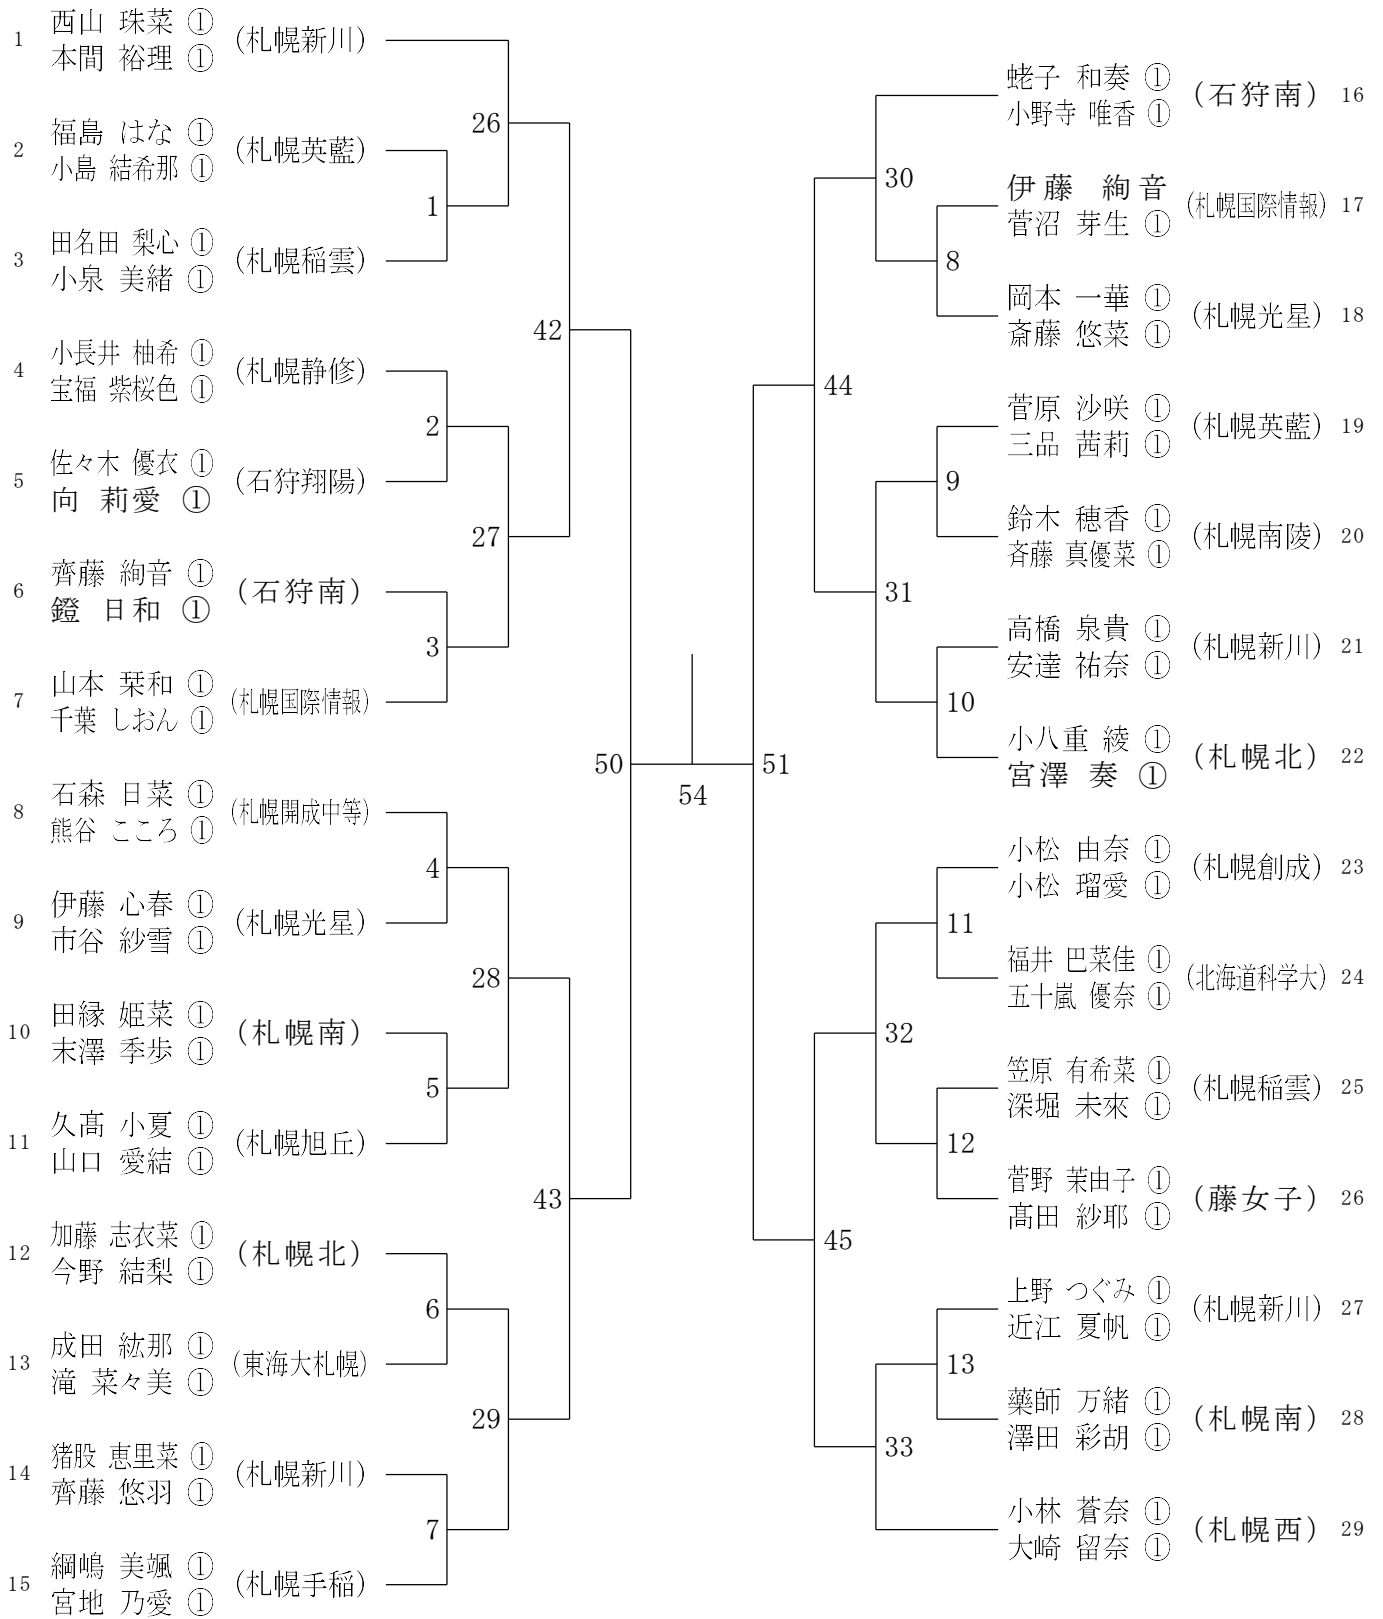 1 西山 珠菜 ① (札幌新川)
本間 裕理 ①
2 福島 はな ① (札幌英藍)
小島 結希那 ①
3 田名田 梨心 ① (札幌稲雲)
小泉 美緒 ①
4 小長井 柚希 ① (札幌静修)
宝福 紫桜色 ①
5 佐々木 優衣 ① (石狩翔陽)
向 莉愛 ①
6 齊藤 絢音 ① (石狩南)
鐙 日和 ①
7 山本 栞和 ① (札幌国際情報)
千葉 しおん ①
8 石森 日菜 ① (札幌開成中等)
熊谷 こころ ①
9 伊藤 心春 ① (札幌光星)
市谷 紗雪 ①
10 田縁 姫菜 ① (札幌南)
末澤 季歩 ①
11 久髙 小夏 ① (札幌旭丘)
山口 愛結 ①
12 加藤 志衣菜 ① (札幌北)
今野 結梨 ①
13 成田 紘那 ① (東海大札幌)
滝 菜々美 ①
14 猪股 恵里菜 ① (札幌新川)
齊藤 悠羽 ①
15 綱嶋 美颯 ① (札幌手稲)
宮地 乃愛 ①
26
1
42
2
27
3
50
4
28
5
43
6
29
7
54
51
30
8
44
9
31
10
11
32
12
45
13
33
蛯子 和奏 ① (石狩南) 16
小野寺 唯香 ①
伊藤 絢音 (札幌国際情報) 17
菅沼 芽生 ①
岡本 一華 ① (札幌光星) 18
斎藤 悠菜 ①
菅原 沙咲 ① (札幌英藍) 19
三品 茜莉 ①
鈴木 穂香 ① (札幌南陵) 20
斉藤 真優菜 ①
高橋 泉貴 ① (札幌新川) 21
安達 祐奈 ①
小八重 綾 ① (札幌北) 22
宮澤 奏 ①
小松 由奈 ① (札幌創成) 23
小松 瑠愛 ①
福井 巴菜佳 ① (北海道科学大) 24
五十嵐 優奈 ①
笠原 有希菜 ① (札幌稲雲) 25
深堀 未來 ①
菅野 茉由子 ① (藤女子) 26
髙田 紗耶 ①
上野 つぐみ ① (札幌新川) 27
近江 夏帆 ①
藥師 万緒 ① (札幌南) 28
澤田 彩胡 ①
小林 蒼奈 ① (札幌西) 29
大崎 留奈 ①